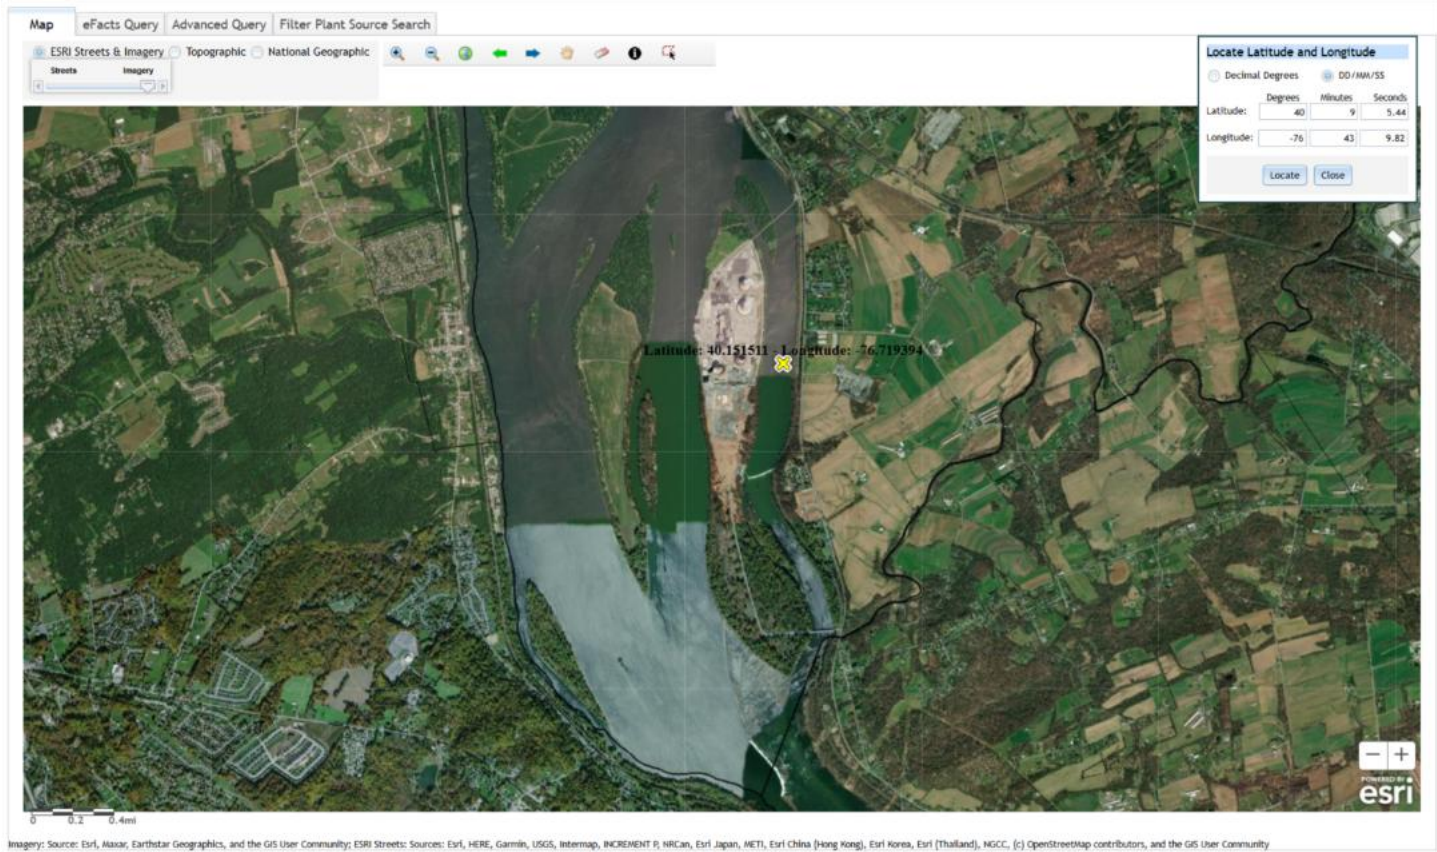 Map eFacts Query Advanced Query Filter Plant Source Search
ESRI Streets & Imagery Topographic National Geographic
Streets Imagery
Locate Latitude and Longitude
Decimal Degrees DD/MM/SS
Degrees Minutes Seconds
Latitude: 40 9 5.44
Longitude: -76 43 9.82
Locate Close
Latitude: 40.151511 - Longitude: -76.719394
POWERED BY
esri
0 0.2 0.4mi
Imagery: Source: Esri, Maxar, Earthstar Geographics, and the GIS User Community; ESRI Streets: Sources: Esri, HERE, Garmin, USGS, Intermap, INCREMENT P, NRCan, Esri Japan, METI, Esri China (Hong Kong), Esri Korea, Esri (Thailand), NGCC, (c) OpenStreetMap contributors, and the GIS User Community